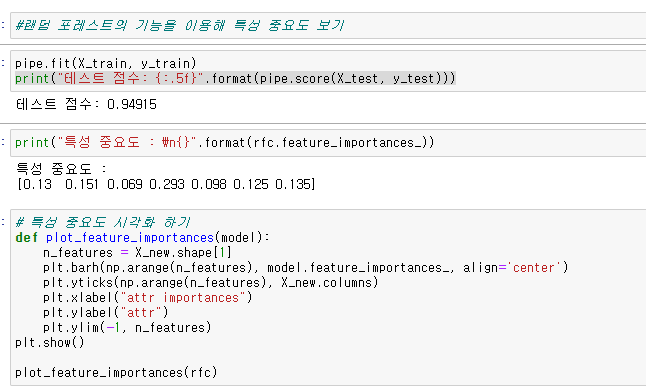 #랜덤 포레스트의 기능을 이용해 특성 중요도 보기
pipe.fit(X_train, y_train)
print("테스트 점수: {:.5f}".format(pipe.score(X_test, y_test)))
테스트 점수: 0.94915
print("특성 중요도 : ₩n{}".format(rfc.feature_importances_))
특성 중요도 :
[0.13  0.151 0.069 0.293 0.098 0.125 0.135]
# 특성 중요도 시각화 하기
def plot_feature_importances(model):
    n_features = X_new.shape[1]
    plt.barh(np.arange(n_features), model.feature_importances_, align='center')
    plt.yticks(np.arange(n_features), X_new.columns)
    plt.xlabel("attr importances")
    plt.ylabel("attr")
    plt.ylim(-1, n_features)
plt.show()
plot_feature_importances(rfc)